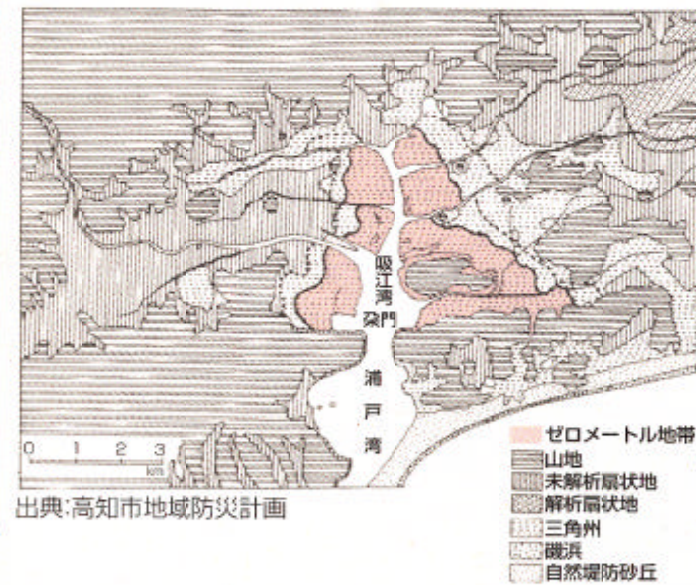 吸江湾
孕門
浦戸湾
0 1 2 3
km
出典:高知市地域防災計画
ゼロメートル地帯
山地
未解析扇状地
解析扇状地
三角州
磯浜
自然堤防砂丘